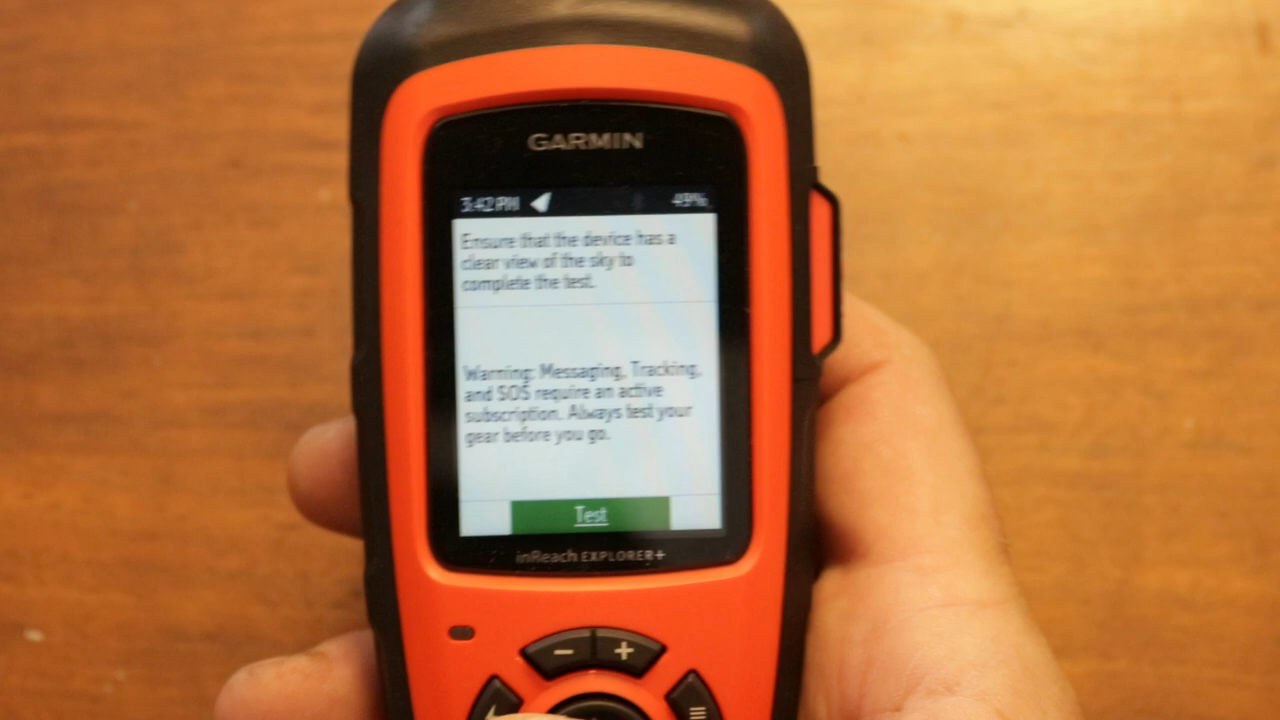 GARMIN
3:42 PM 49%
Ensure that the device has a
clear view of the sky to
complete the test.
Warning: Messaging, Tracking,
and SOS require an active
subscription. Always test your
gear before you go.
Test
inReach EXPLORER+
− +